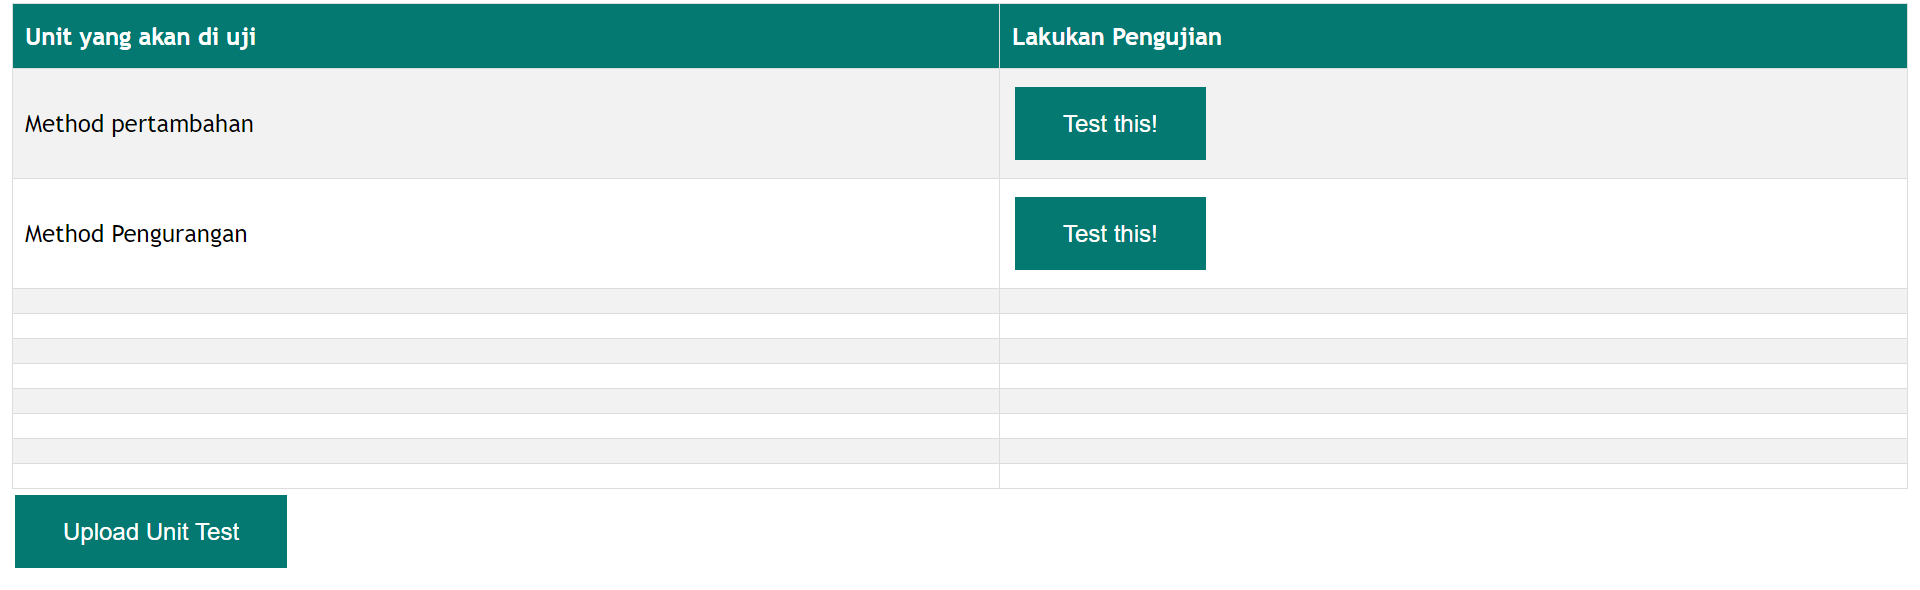 Unit yang akan di uji
Lakukan Pengujian
Method pertambahan
Test this!
Method Pengurangan
Test this!
Upload Unit Test